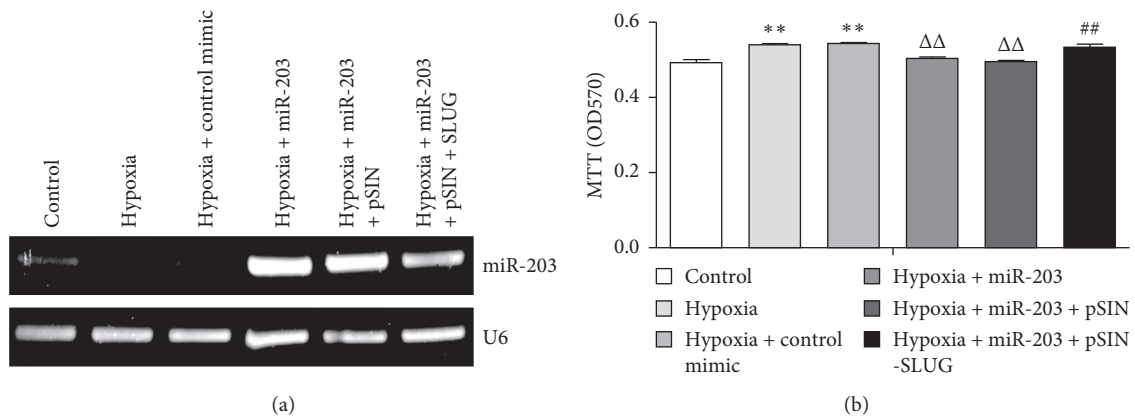 Control
Hypoxia
Hypoxia + control mimic
Hypoxia + miR-203
Hypoxia + miR-203
+ pSIN
Hypoxia + miR-203
+ pSIN + SLUG
miR-203
U6
(a)
MTT (OD570)
0.6
0.4
0.2
0.0
**
**
ΔΔ
ΔΔ
##
Control
Hypoxia
Hypoxia + control
mimic
Hypoxia + miR-203
Hypoxia + miR-203 + pSIN
Hypoxia + miR-203 + pSIN
-SLUG
(b)